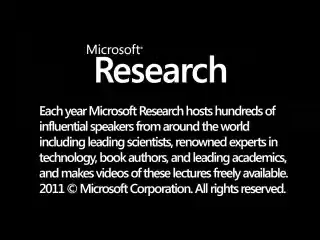 Microsoft®
Research
Each year Microsoft Research hosts hundreds of
influential speakers from around the world
including leading scientists, renowned experts in
technology, book authors, and leading academics,
and makes videos of these lectures freely available.
2011 © Microsoft Corporation. All rights reserved.